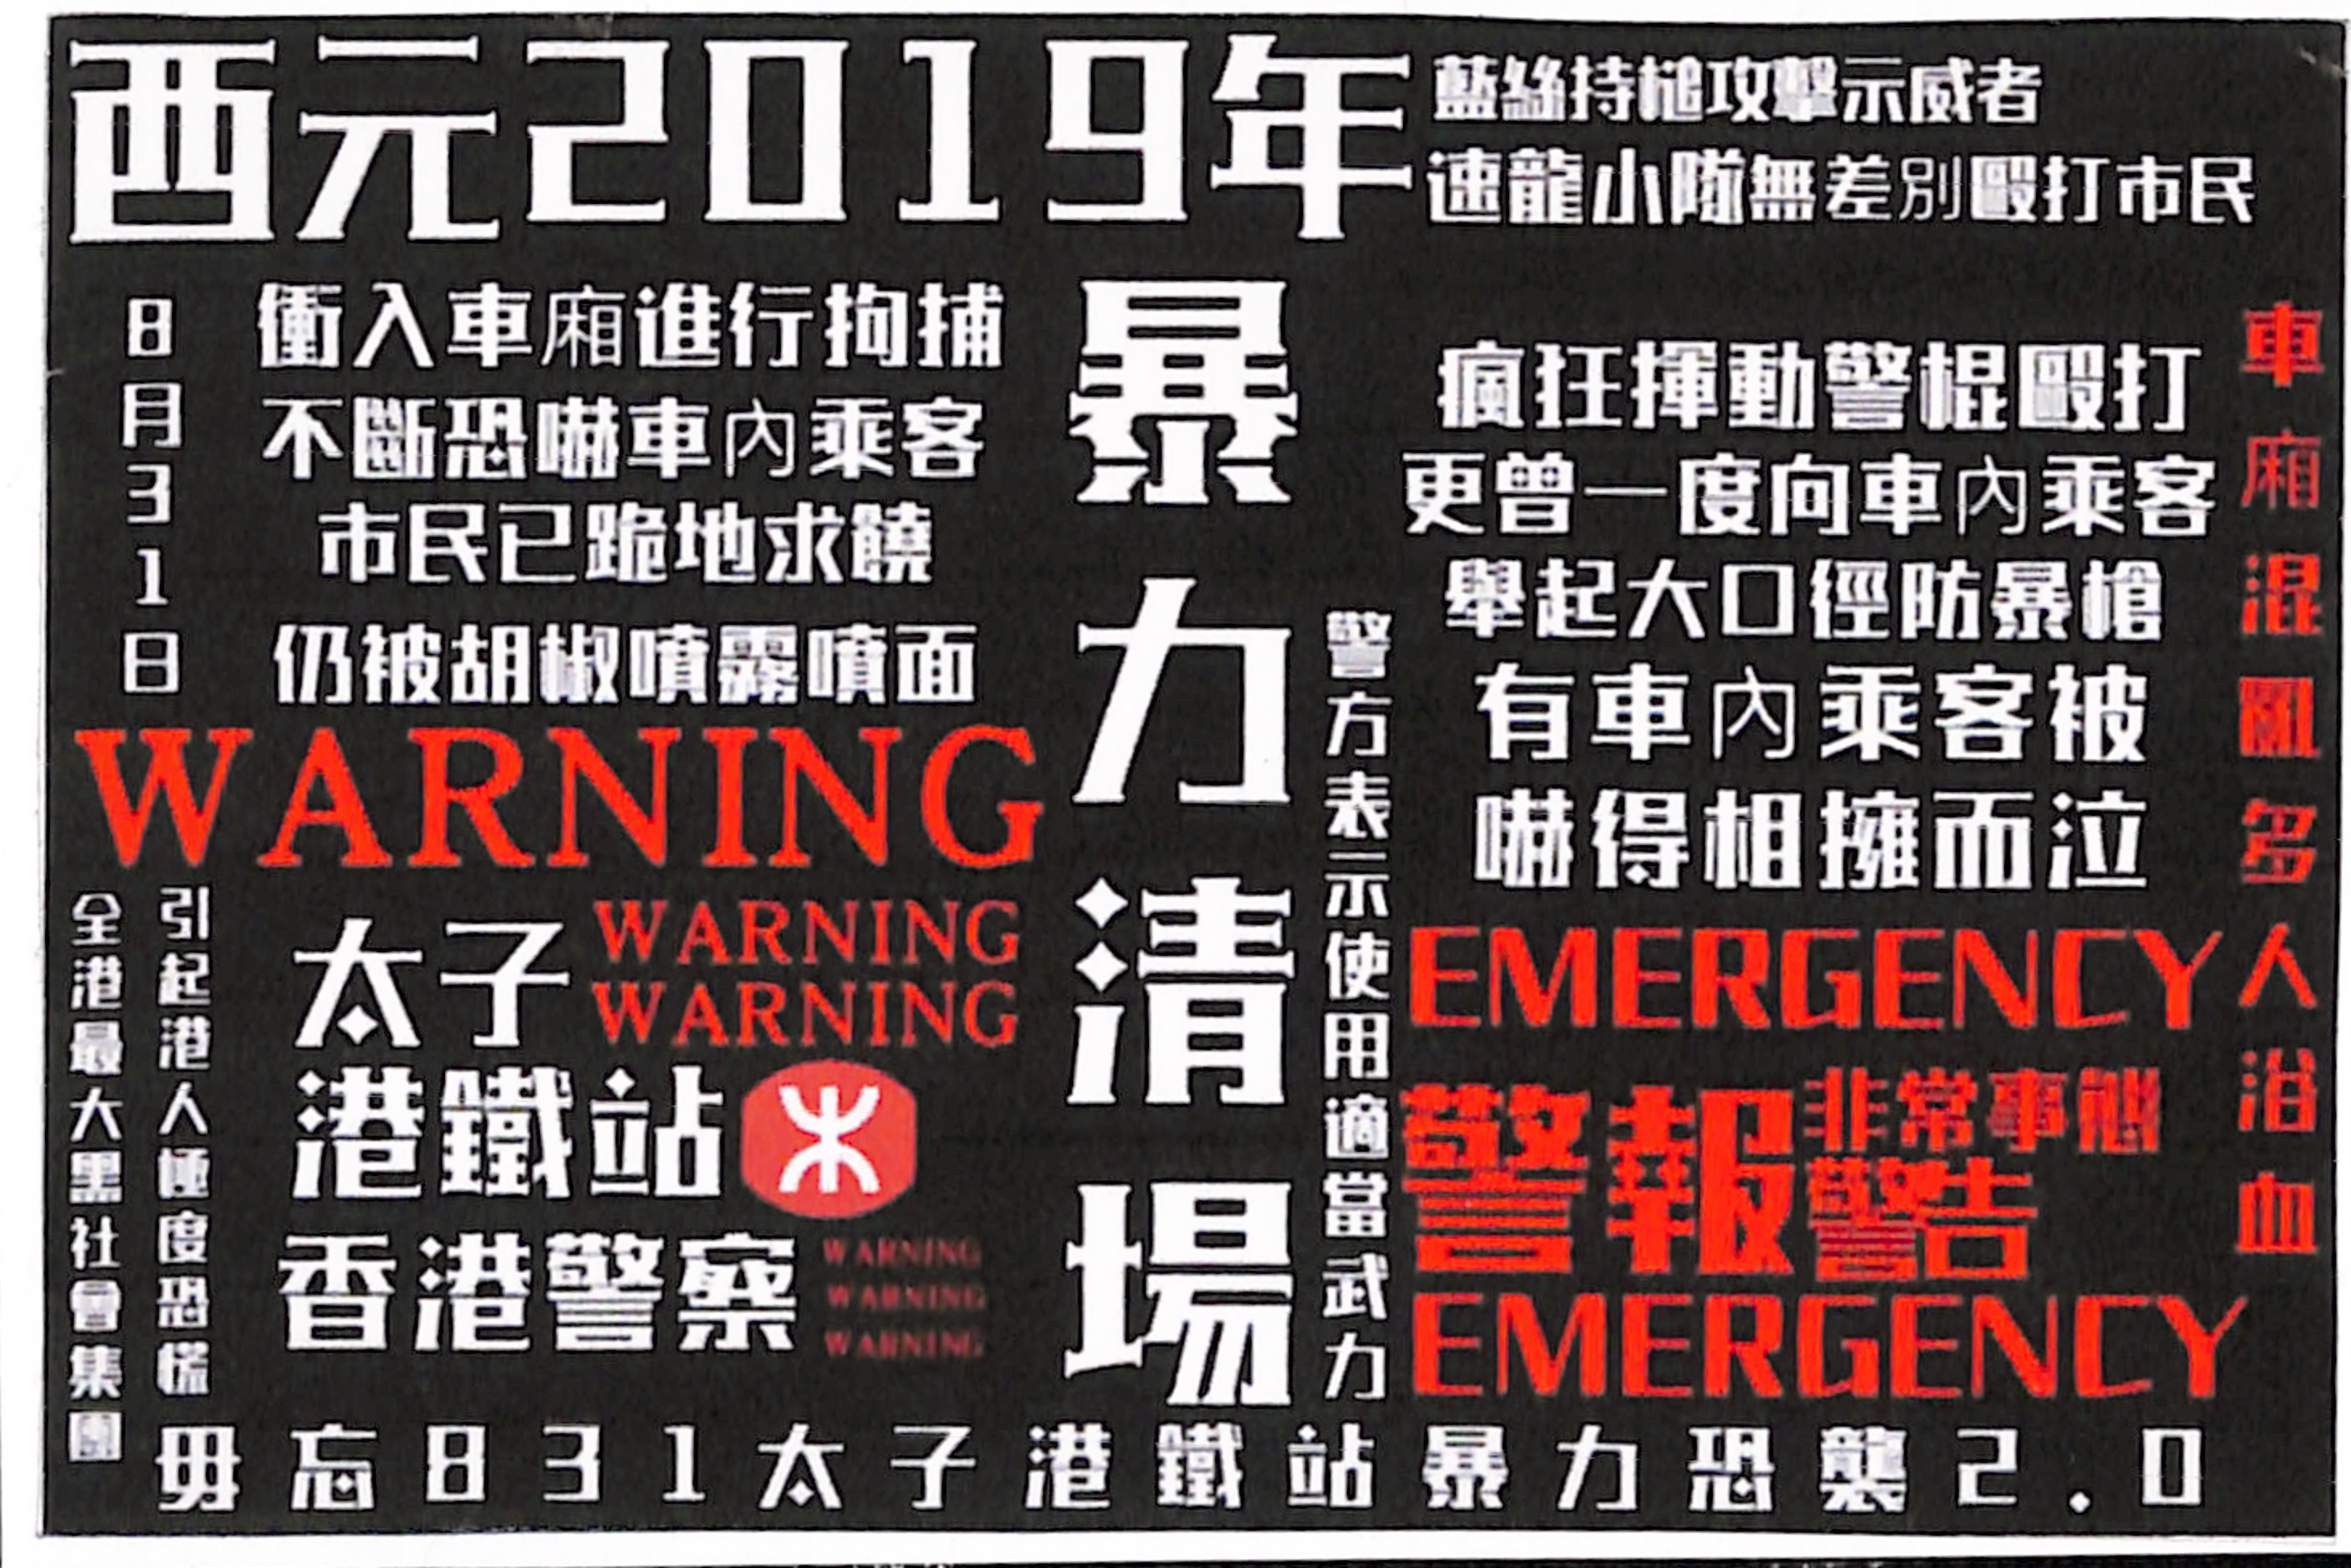 西元2019年
藍絲持槌攻擊示威者
速龍小隊無差別毆打市民
8月31日
衝入車廂進行拘捕
不斷恐嚇車內乘客
市民已跪地求饒
仍被胡椒噴霧噴面
暴力清場
警方表示使用適當武力
瘋狂揮動警棍毆打
更曾一度向車內乘客
舉起大口徑防暴槍
有車內乘客被
嚇得相擁而泣
車廂混亂多人浴血
WARNING
全港最大黑社會集團
引起港人極度恐慌
太子
WARNING
WARNING
港鐵站
香港警察
WARNING
WARNING
WARNING
EMERGENCY
警報
非常事態
警告
EMERGENCY
毋忘831太子港鐵站暴力恐襲2.0